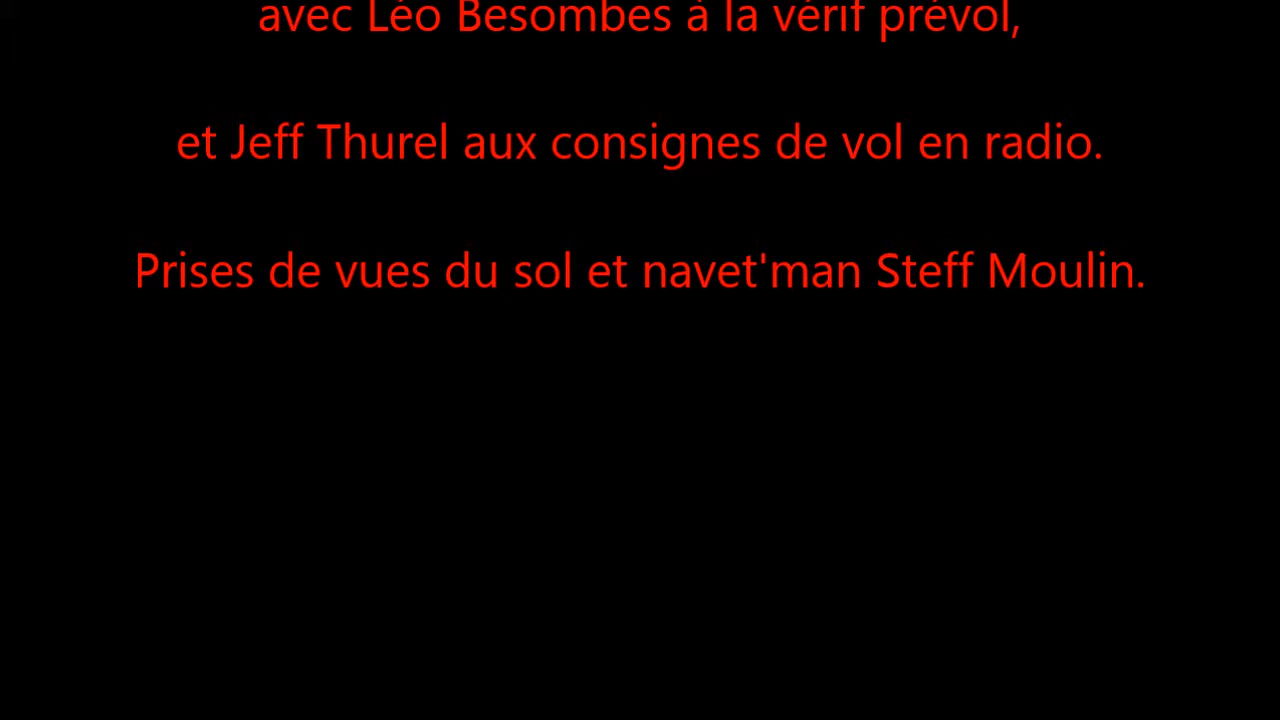 avec Léo Besombes à la vérif prévol,
et Jeff Thurel aux consignes de vol en radio.
Prises de vues du sol et navet'man Steff Moulin.